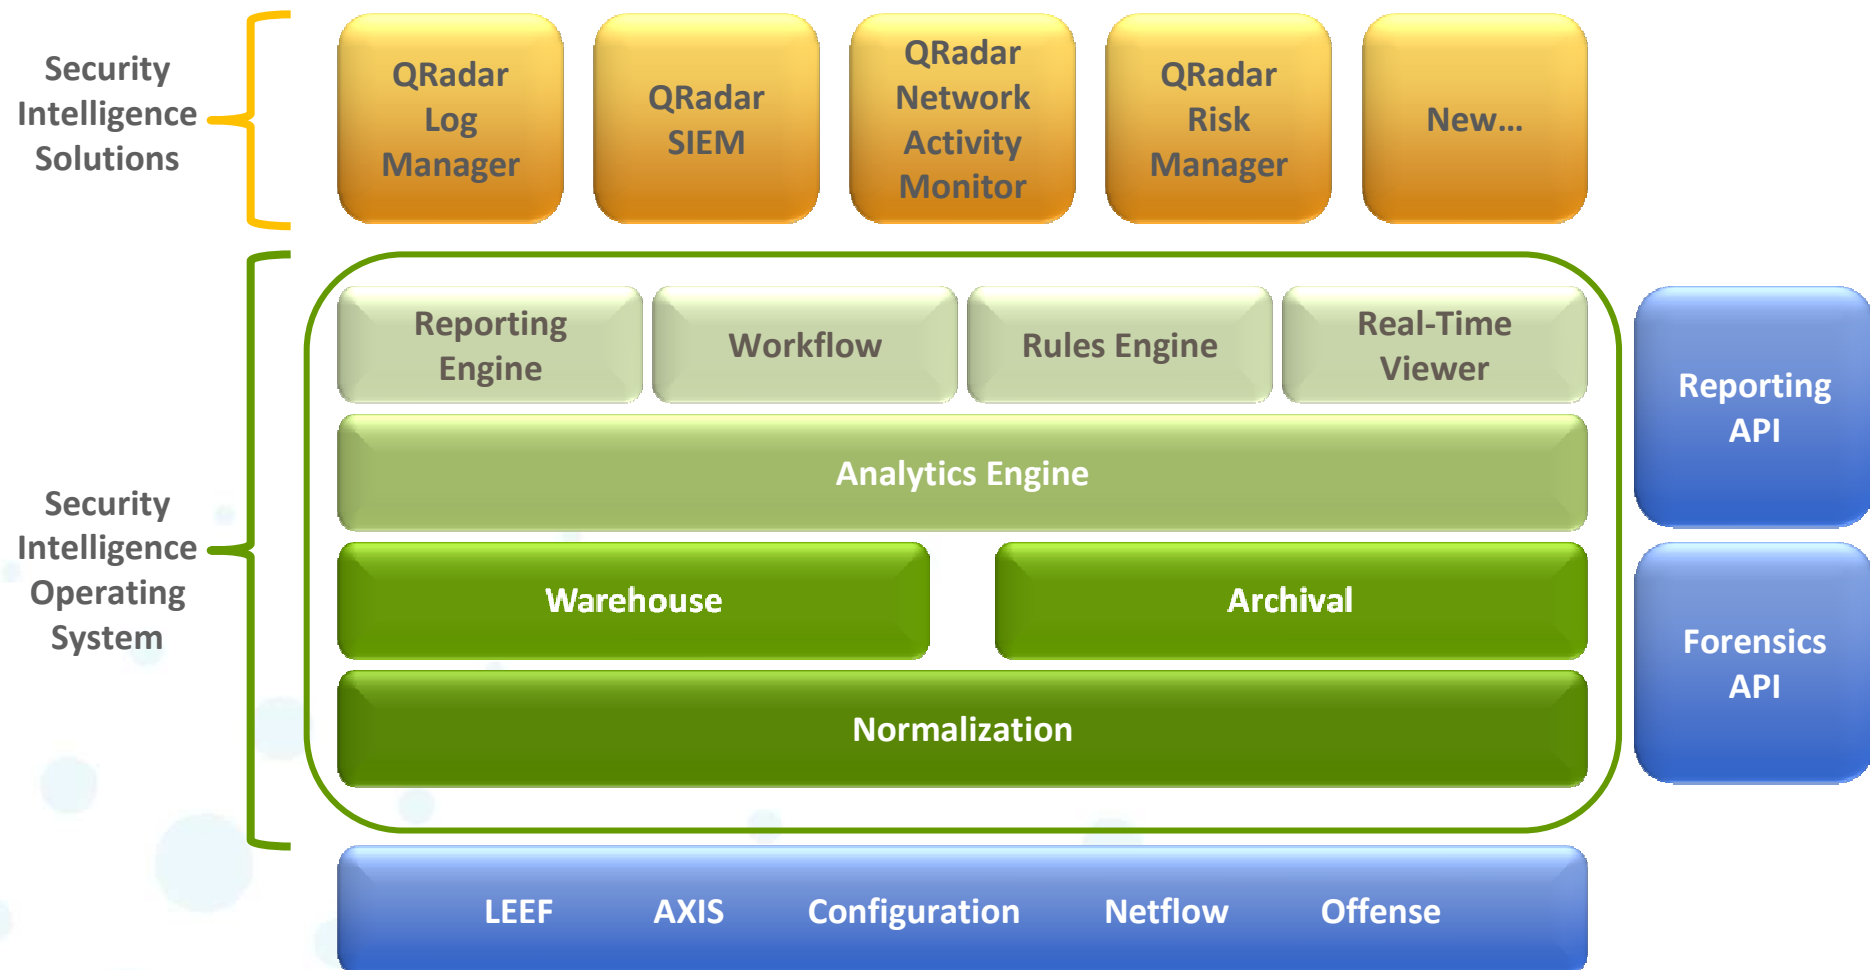 Security
Intelligence
Solutions
QRadar
Log
Manager
QRadar
SIEM
QRadar
Network
Activity
Monitor
QRadar
Risk
Manager
New…
Security
Intelligence
Operating
System
Reporting
Engine
Workflow
Rules Engine
Real-Time
Viewer
Analytics Engine
Warehouse
Archival
Normalization
Reporting
API
Forensics
API
LEEF AXIS Configuration Netflow Offense